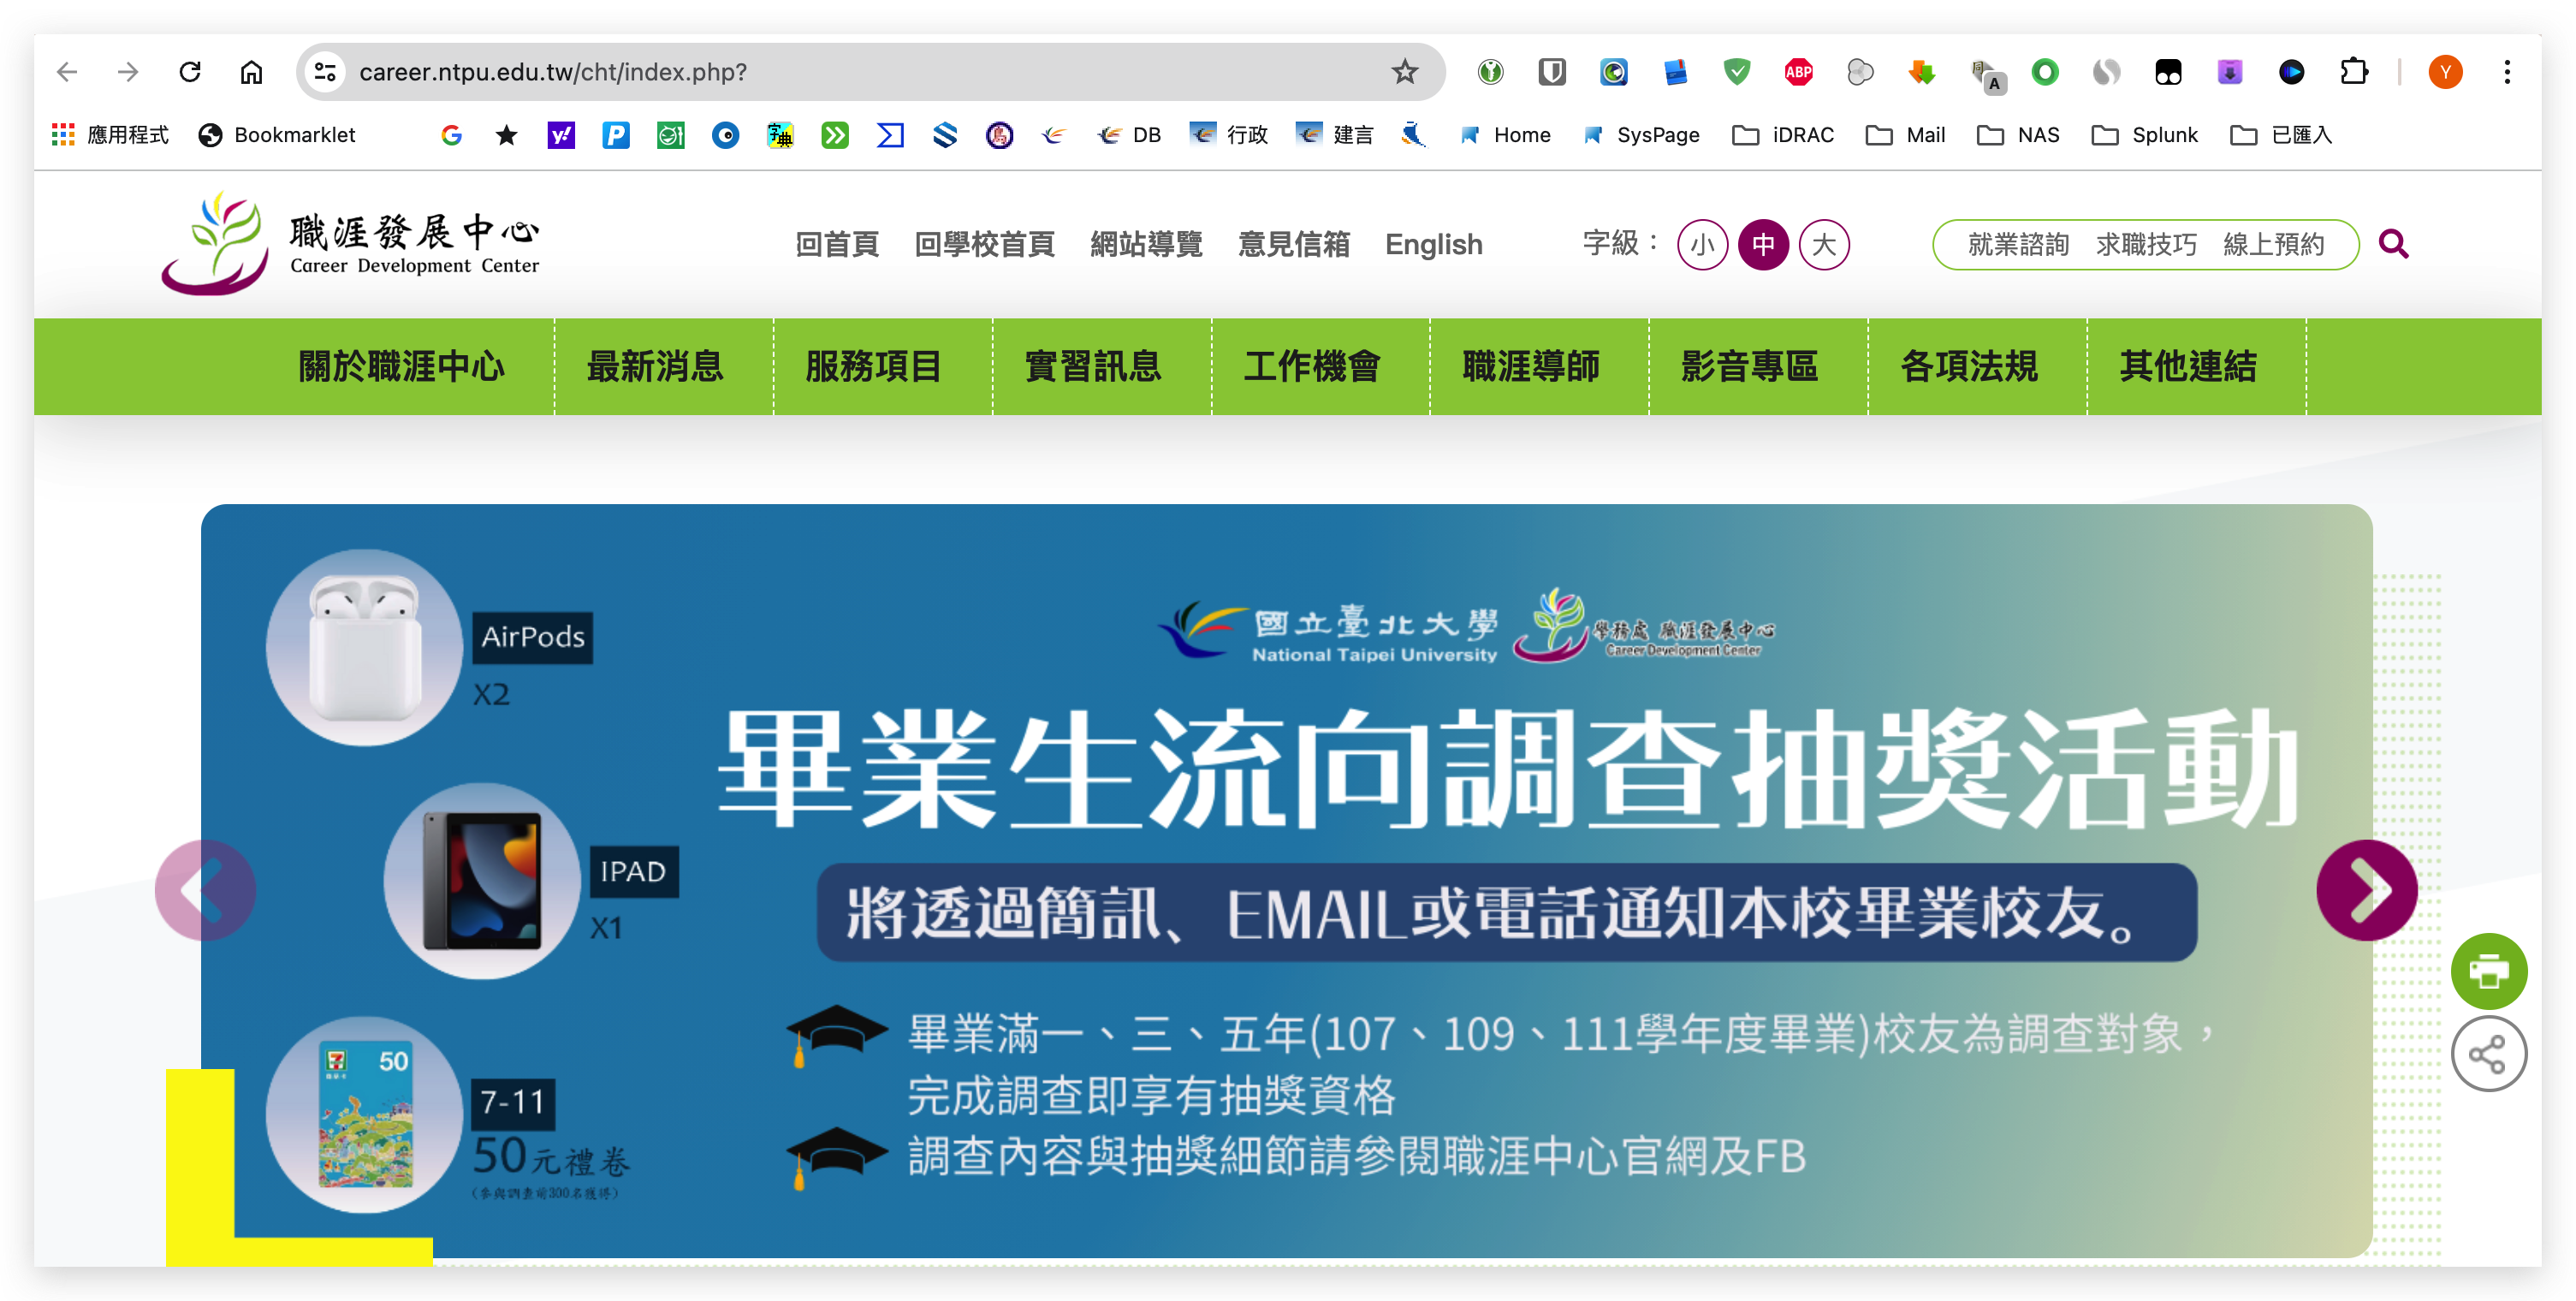 career.ntpu.edu.tw/cht/index.php?
ABP
A
Y
應用程式 Bookmarklet DB 行政 建言 Home SysPage iDRAC Mail NAS Splunk 已匯入
職涯發展中心
Career Development Center
回首頁 回學校首頁 網站導覽 意見信箱 English 字級： 小 中 大 就業諮詢 求職技巧 線上預約
關於職涯中心 最新消息 服務項目 實習訊息 工作機會 職涯導師 影音專區 各項法規 其他連結
AirPods
X2
國立臺北大學
National Taipei University
學務處 職涯發展中心
Career Development Center
畢業生流向調查抽獎活動
IPAD
X1
將透過簡訊、EMAIL或電話通知本校畢業校友。
畢業滿一、三、五年(107、109、111學年度畢業)校友為調查對象，
完成調查即享有抽獎資格
50
7-11
50元禮卷
(參與調查前300名獲得)
調查內容與抽獎細節請參閱職涯中心官網及FB